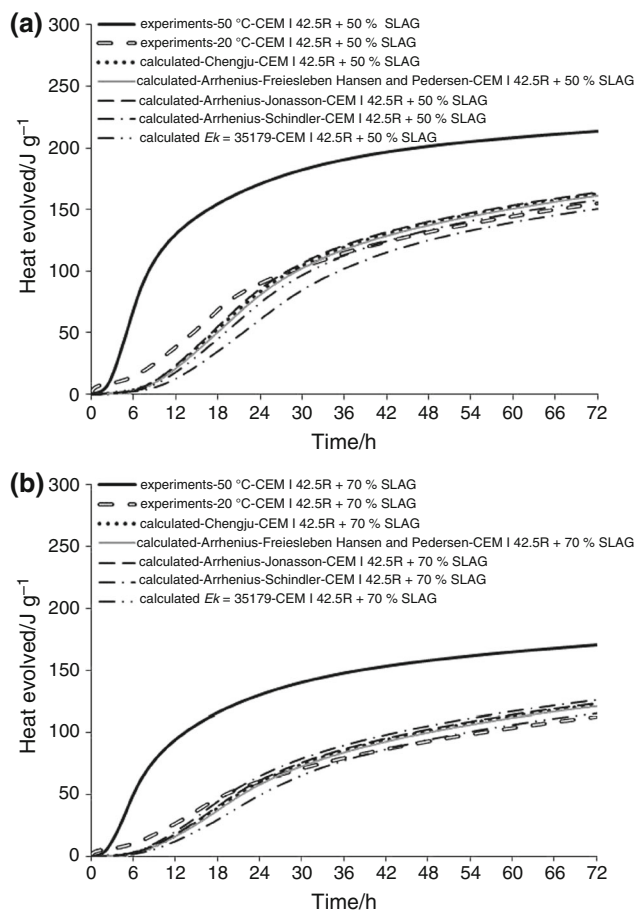 (a)
experiments-50 °C-CEM I 42.5R + 50 % SLAG
experiments-20 °C-CEM I 42.5R + 50 % SLAG
calculated-Chengju-CEM I 42.5R + 50 % SLAG
calculated-Arrhenius-Freiesleben Hansen and Pedersen-CEM I 42.5R + 50 % SLAG
calculated-Arrhenius-Jonasson-CEM I 42.5R + 50 % SLAG
calculated-Arrhenius-Schindler-CEM I 42.5R + 50 % SLAG
calculated Ek = 35179-CEM I 42.5R + 50 % SLAG
300
250
200
150
100
50
0
Heat evolved/J g⁻¹
0 6 12 18 24 30 36 42 48 54 60 66 72
Time/h
(b)
experiments-50 °C-CEM I 42.5R + 70 % SLAG
experiments-20 °C-CEM I 42.5R + 70 % SLAG
calculated-Chengju-CEM I 42.5R + 70 % SLAG
calculated-Arrhenius-Freiesleben Hansen and Pedersen-CEM I 42.5R + 70 % SLAG
calculated-Arrhenius-Jonasson-CEM I 42.5R + 70 % SLAG
calculated-Arrhenius-Schindler-CEM I 42.5R + 70 % SLAG
calculated Ek = 35179-CEM I 42.5R + 70 % SLAG
300
250
200
150
100
50
0
Heat evolved/J g⁻¹
0 6 12 18 24 30 36 42 48 54 60 66 72
Time/h